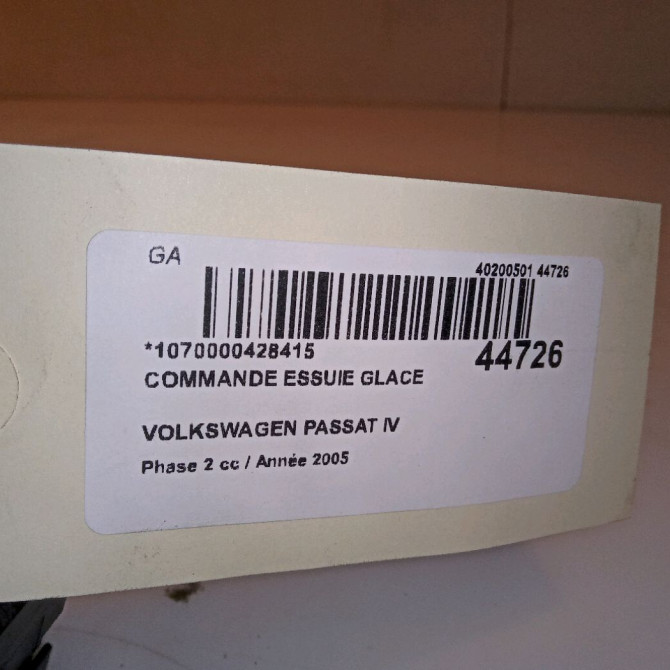 GA
40200501 44726
*1070000428415
44726
COMMANDE ESSUIE GLACE
VOLKSWAGEN PASSAT IV
Phase 2 cc / Année 2005